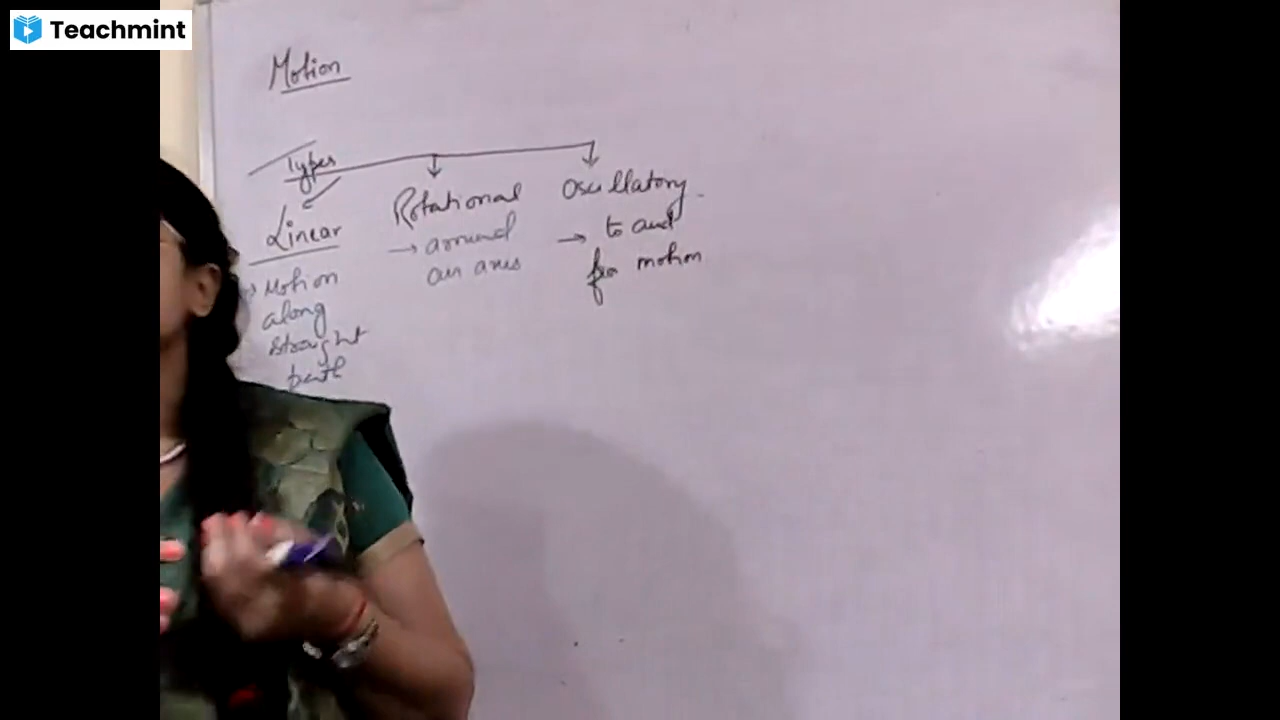 Teachmint
Motion
Types
Linear
→ Motion
along
straight
path
Rotational
→ around
an axis
Oscillatory
→ to and
fro motion